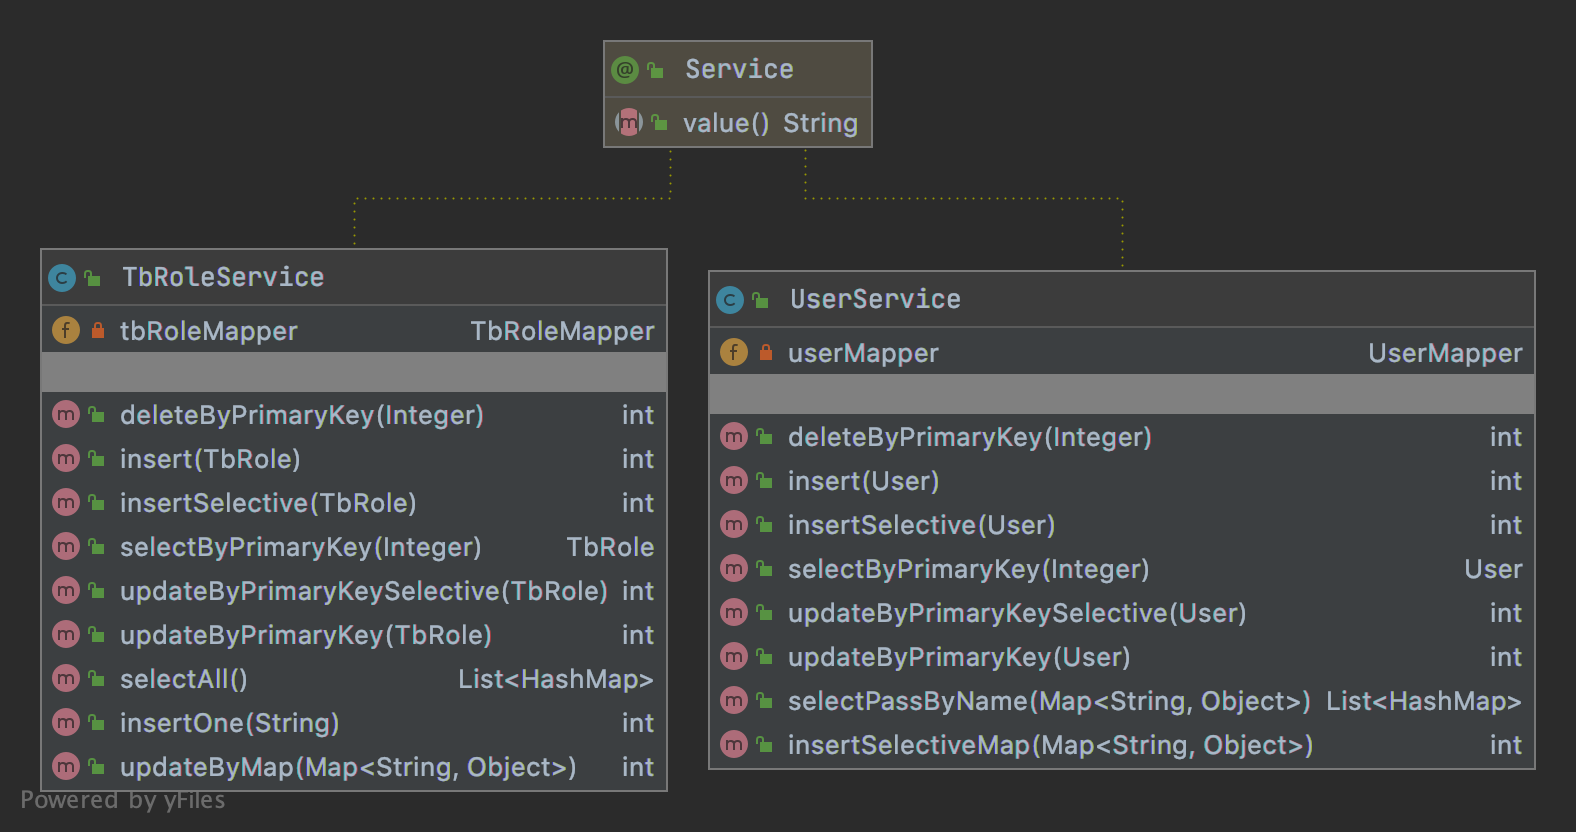 Service
value() String
TbRoleService
tbRoleMapper TbRoleMapper
deleteByPrimaryKey(Integer) int
insert(TbRole) int
insertSelective(TbRole) int
selectByPrimaryKey(Integer) TbRole
updateByPrimaryKeySelective(TbRole) int
updateByPrimaryKey(TbRole) int
selectAll() List<HashMap>
insertOne(String) int
updateByMap(Map<String, Object>) int
UserService
userMapper UserMapper
deleteByPrimaryKey(Integer) int
insert(User) int
insertSelective(User) int
selectByPrimaryKey(Integer) User
updateByPrimaryKeySelective(User) int
updateByPrimaryKey(User) int
selectPassByName(Map<String, Object>) List<HashMap>
insertSelectiveMap(Map<String, Object>) int
Powered by yFiles